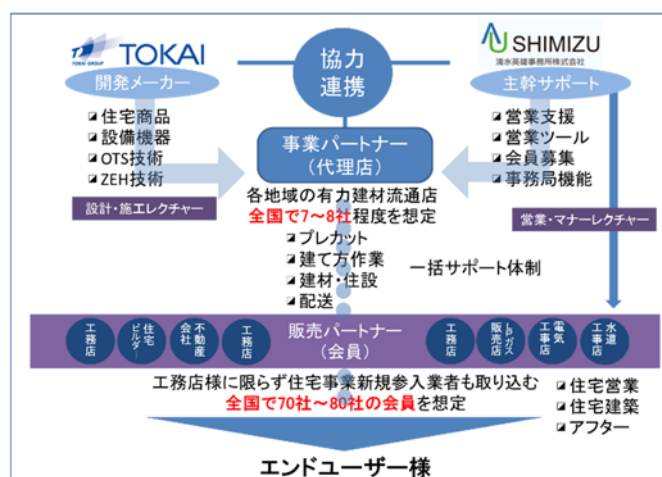 TOKAI
TOKAI GROUP
開発メーカー
☑ 住宅商品
☑ 設備機器
☑ OTS技術
☑ ZEH技術
設計・施工レクチャー
協力
連携
SHIMIZU
清水英雄事務所株式会社
主幹サポート
☑ 営業支援
☑ 営業ツール
☑ 会員募集
☑ 事務局機能
営業・マナーレクチャー
事業パートナー
(代理店)
各地域の有力建材流通店
全国で7~8社程度を想定
☑ プレカット
☑ 建て方作業
☑ 建材・住設
☑ 配送
一括サポート体制
販売パートナー
(会員)
工務店
住宅ビルダー
不動産会社
工務店
工務店
LPガス販売店
電気工事店
水道工事店
工務店様に限らず住宅事業新規参入業者も取り込む
全国で70社~80社の会員を想定
☑ 住宅営業
☑ 住宅建築
☑ アフター
エンドユーザー様